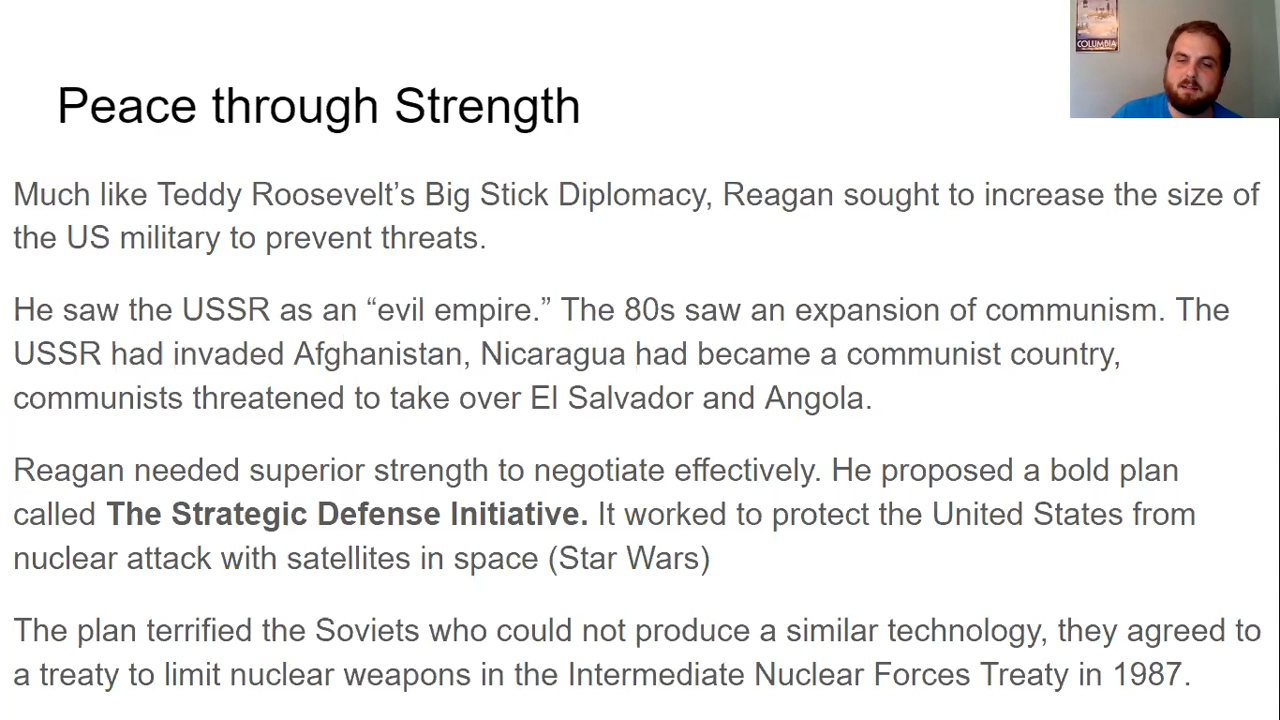 COLUMBIA
Peace through Strength
Much like Teddy Roosevelt’s Big Stick Diplomacy, Reagan sought to increase the size of
the US military to prevent threats.
He saw the USSR as an “evil empire.” The 80s saw an expansion of communism. The
USSR had invaded Afghanistan, Nicaragua had became a communist country,
communists threatened to take over El Salvador and Angola.
Reagan needed superior strength to negotiate effectively. He proposed a bold plan
called The Strategic Defense Initiative. It worked to protect the United States from
nuclear attack with satellites in space (Star Wars)
The plan terrified the Soviets who could not produce a similar technology, they agreed to
a treaty to limit nuclear weapons in the Intermediate Nuclear Forces Treaty in 1987.